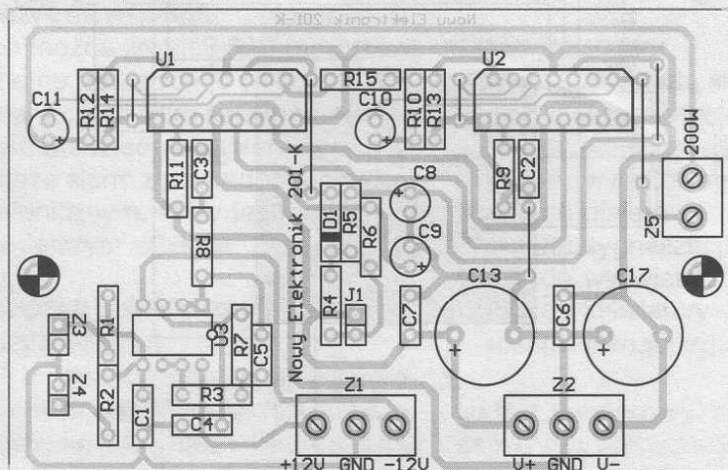 Nowy Elektronik 201-K
U1
U2
C11
R12
R14
R15
C10
R10
R13
200W
Z5
R11
C3
R9
C2
R8
Nowy Elektronik 201-K
D1
R5
R6
C8
C9
C13
C17
Z3
R1
U3
R7
C5
R4
J1
C7
C6
Z4
R2
C1
R3
C4
Z1
Z2
+12V GND -12V
V+ GND V-